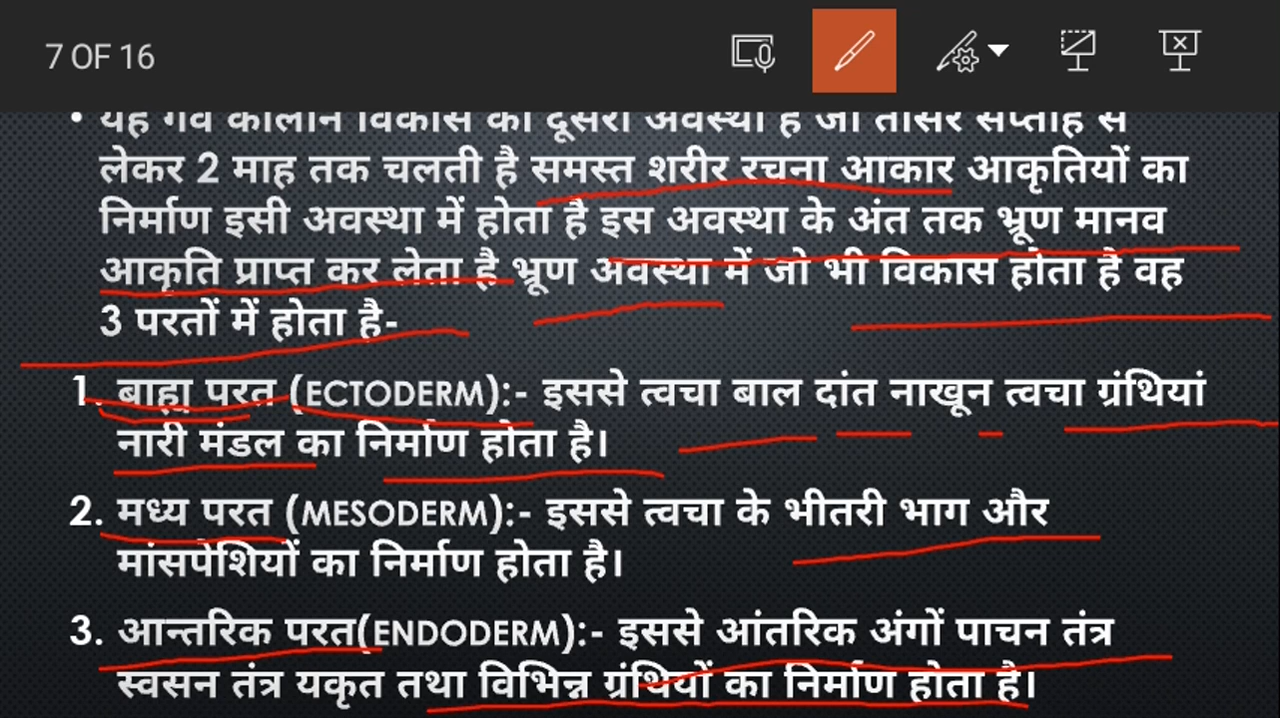 7 OF 16
• यह गर्व कालीन विकास की दूसरी अवस्था है जो तीसरे सप्ताह से
लेकर 2 माह तक चलती है समस्त शरीर रचना आकार आकृतियों का
निर्माण इसी अवस्था में होता है इस अवस्था के अंत तक भ्रूण मानव
आकृति प्राप्त कर लेता है भ्रूण अवस्था में जो भी विकास होता है वह
3 परतों में होता है-
1. बाह्य परत (ECTODERM):- इससे त्वचा बाल दांत नाखून त्वचा ग्रंथियां
नारी मंडल का निर्माण होता है।
2. मध्य परत (MESODERM):- इससे त्वचा के भीतरी भाग और
मांसपेशियों का निर्माण होता है।
3. आन्तरिक परत(ENDODERM):- इससे आंतरिक अंगों पाचन तंत्र
स्वसन तंत्र यकृत तथा विभिन्न ग्रंथियों का निर्माण होता है।